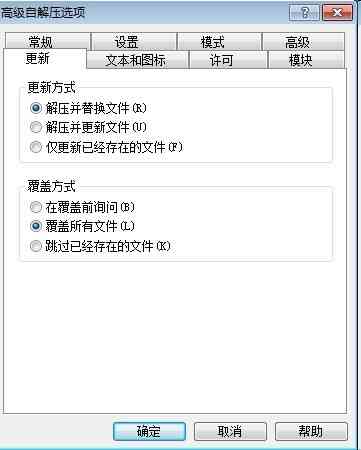 高级自解压选项
常规 设置 模式 高级
更新 文本和图标 许可 模块
更新方式
解压并替换文件(R)
解压并更新文件(U)
仅更新已经存在的文件(F)
覆盖方式
在覆盖前询问(B)
覆盖所有文件(L)
跳过已经存在的文件(K)
确定 取消 帮助